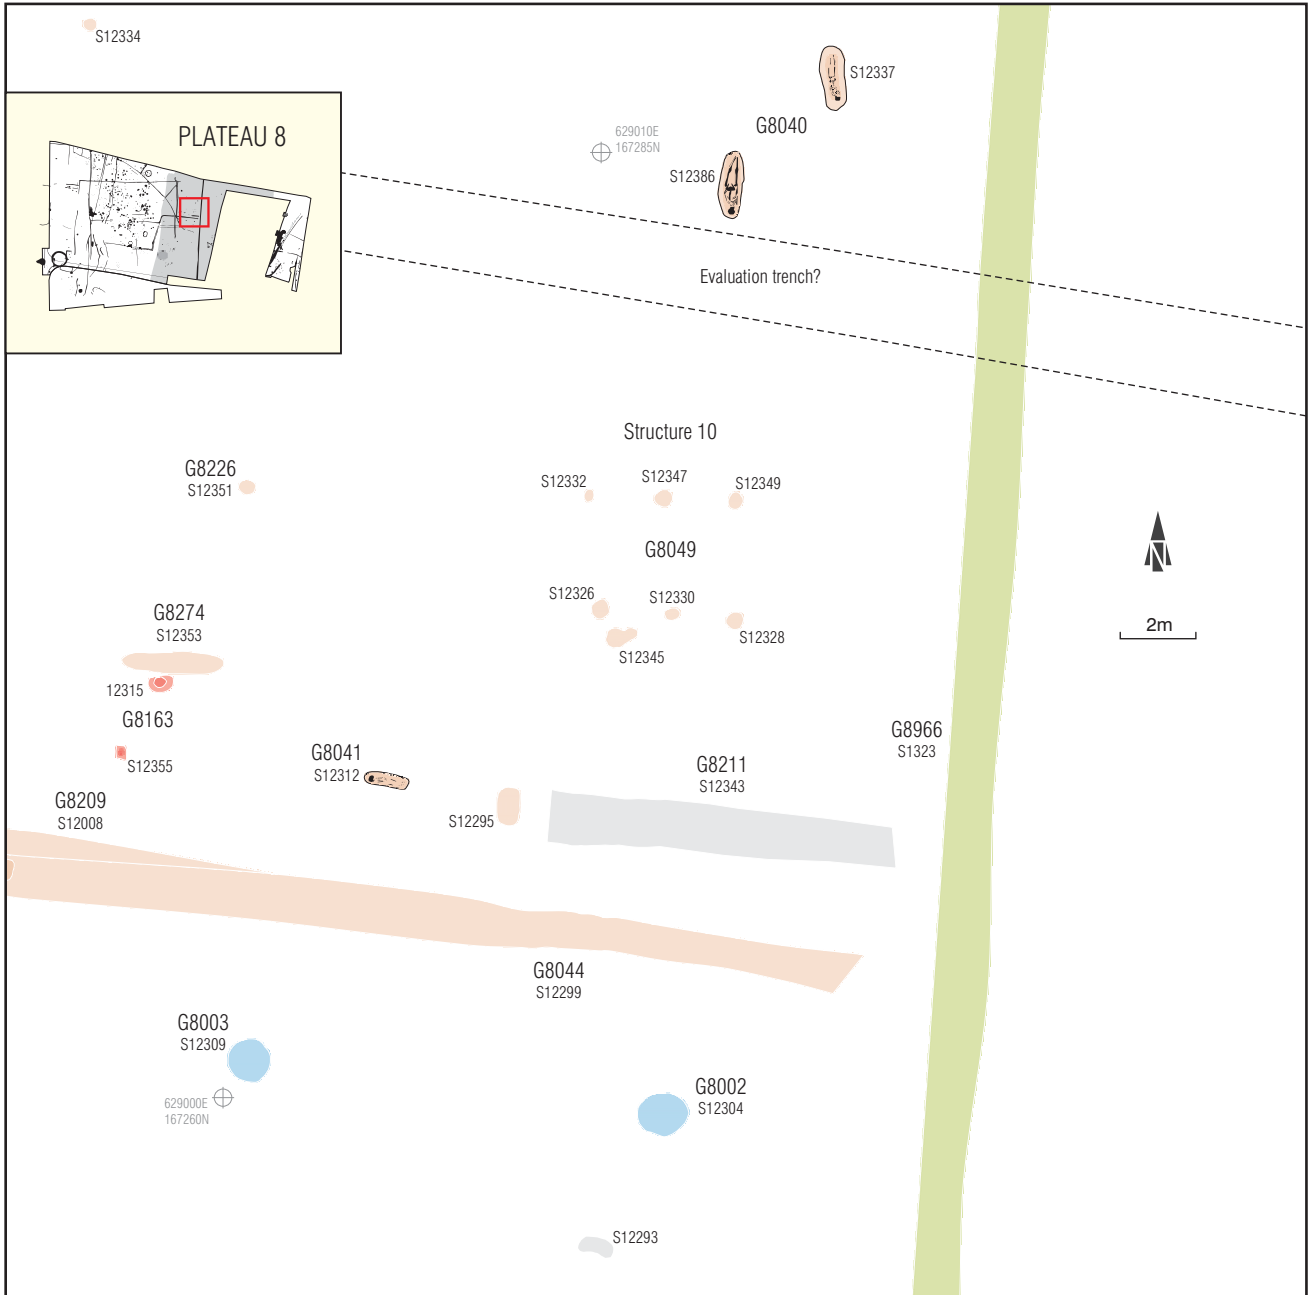 S12334
S12337
PLATEAU 8
G8040
629010E
167285N
S12386
Evaluation trench?
Structure 10
G8226
S12351
S12332
S12347
S12349
G8049
N
S12326
S12330
2m
G8274
S12353
S12328
S12345
12315
G8163
S12355
G8041
S12312
G8966
S1323
G8211
S12343
G8209
S12008
S12295
G8044
S12299
G8003
S12309
G8002
S12304
629000E
167260N
S12293